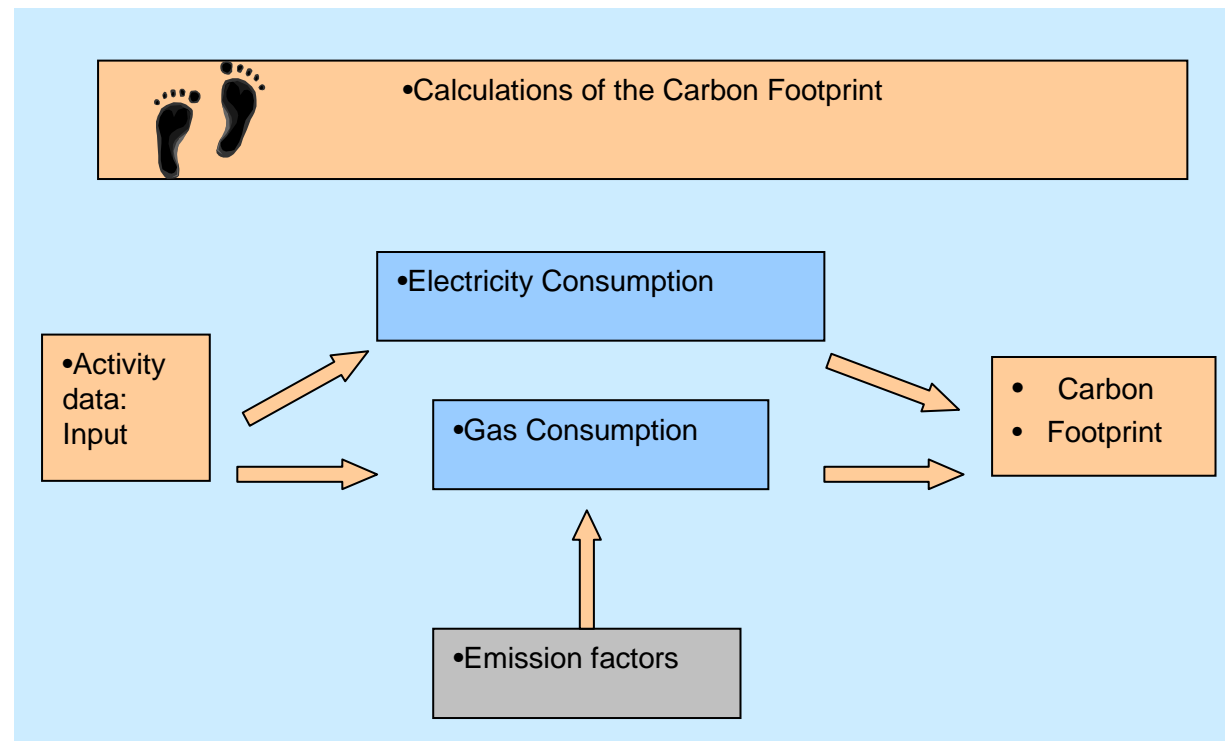 •Calculations of the Carbon Footprint
•Electricity Consumption
•Activity
data:
Input
•Gas Consumption
• Carbon
• Footprint
•Emission factors